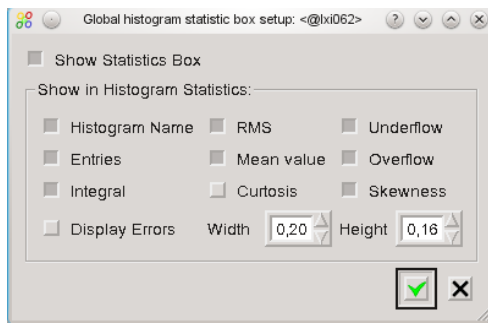 Global histogram statistic box setup: <@lxi062>
Show Statistics Box
Show in Histogram Statistics:
Histogram Name RMS Underflow
Entries Mean value Overflow
Integral Curtosis Skewness
Display Errors Width 0,20 Height 0,16